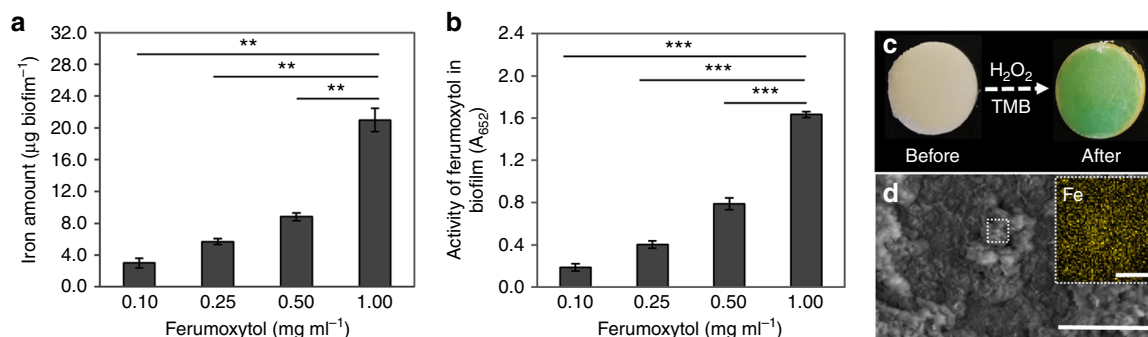 a
32.0
28.0
24.0
20.0
16.0
12.0
8.0
4.0
0.0
Iron amount (μg biofim⁻¹)
**
**
**
0.10 0.25 0.50 1.00
Ferumoxytol (mg ml⁻¹)
b
2.4
2.0
1.6
1.2
0.8
0.4
0.0
Activity of ferumoxytol in
biofilm (A₆₅₂)
***
***
***
0.10 0.25 0.50 1.00
Ferumoxytol (mg ml⁻¹)
c
H₂O₂
TMB
Before After
d
Fe